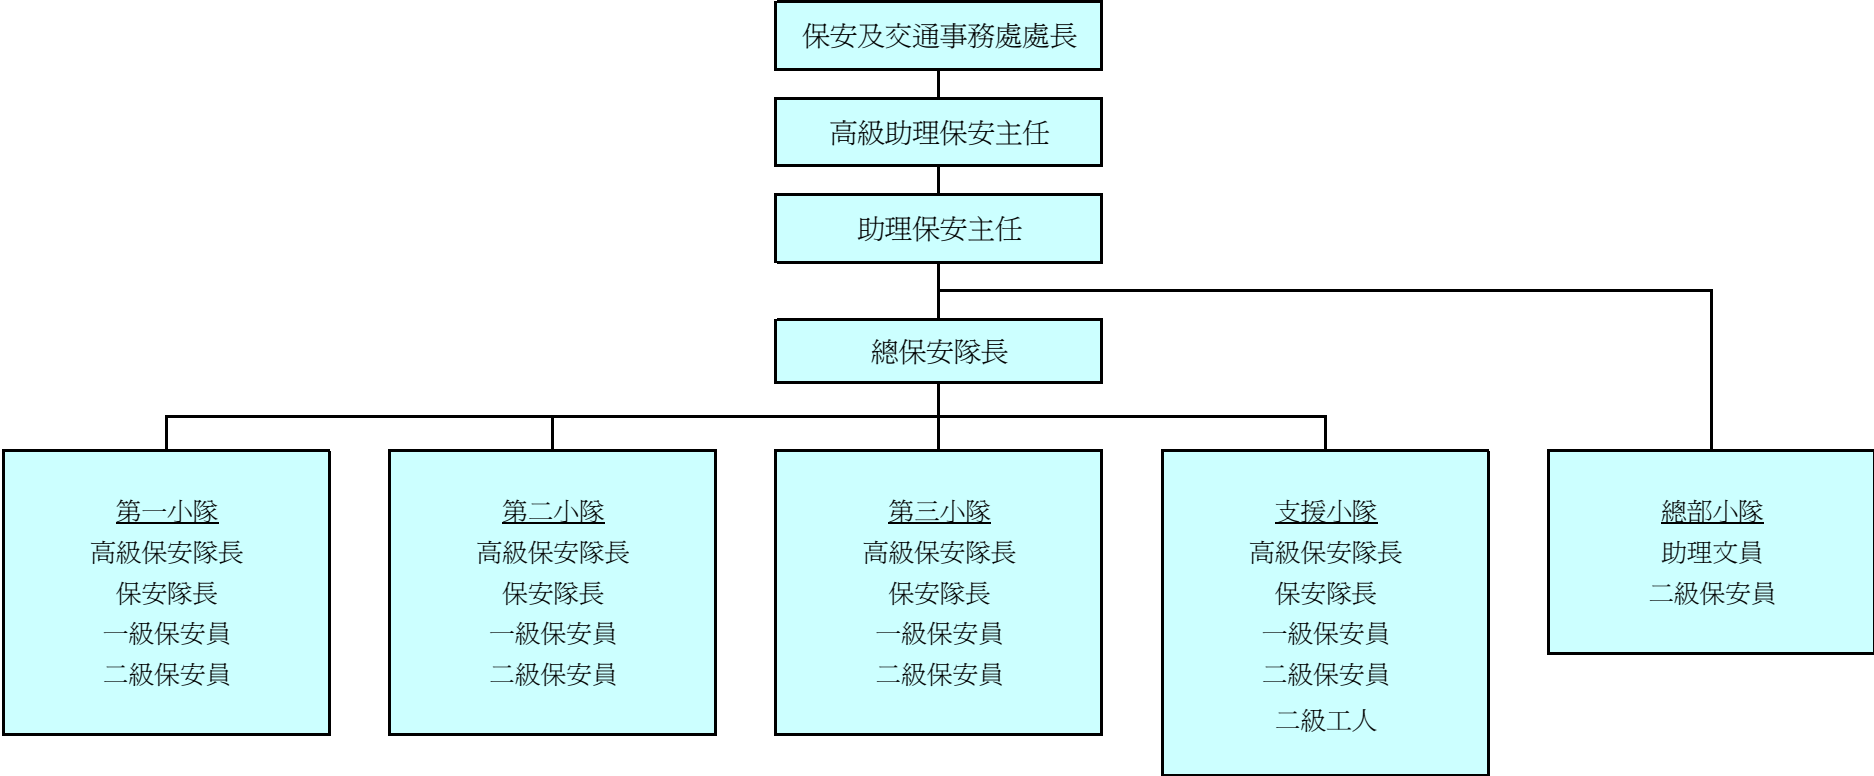 保安及交通事務處處長
高級助理保安主任
助理保安主任
總保安隊長
第一小隊
高級保安隊長
保安隊長
一級保安員
二級保安員
第二小隊
高級保安隊長
保安隊長
一級保安員
二級保安員
第三小隊
高級保安隊長
保安隊長
一級保安員
二級保安員
支援小隊
高級保安隊長
保安隊長
一級保安員
二級保安員
二級工人
總部小隊
助理文員
二級保安員